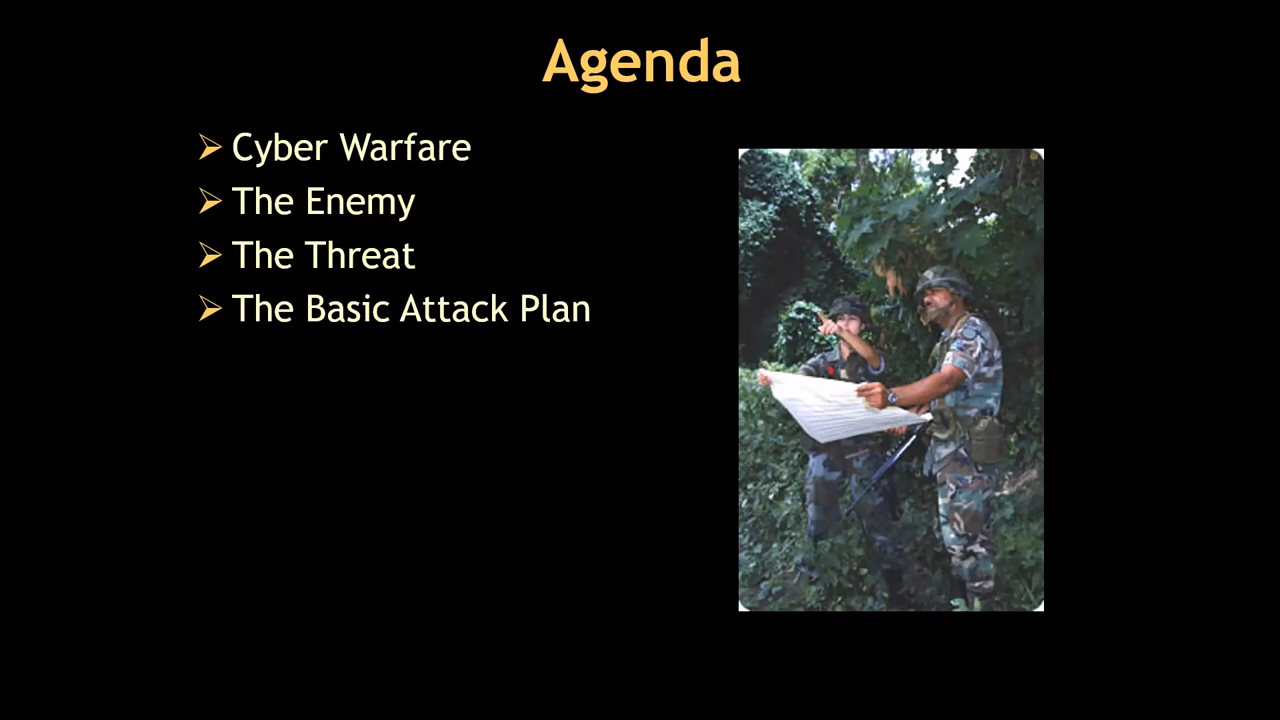 Agenda
Cyber Warfare
The Enemy
The Threat
The Basic Attack Plan